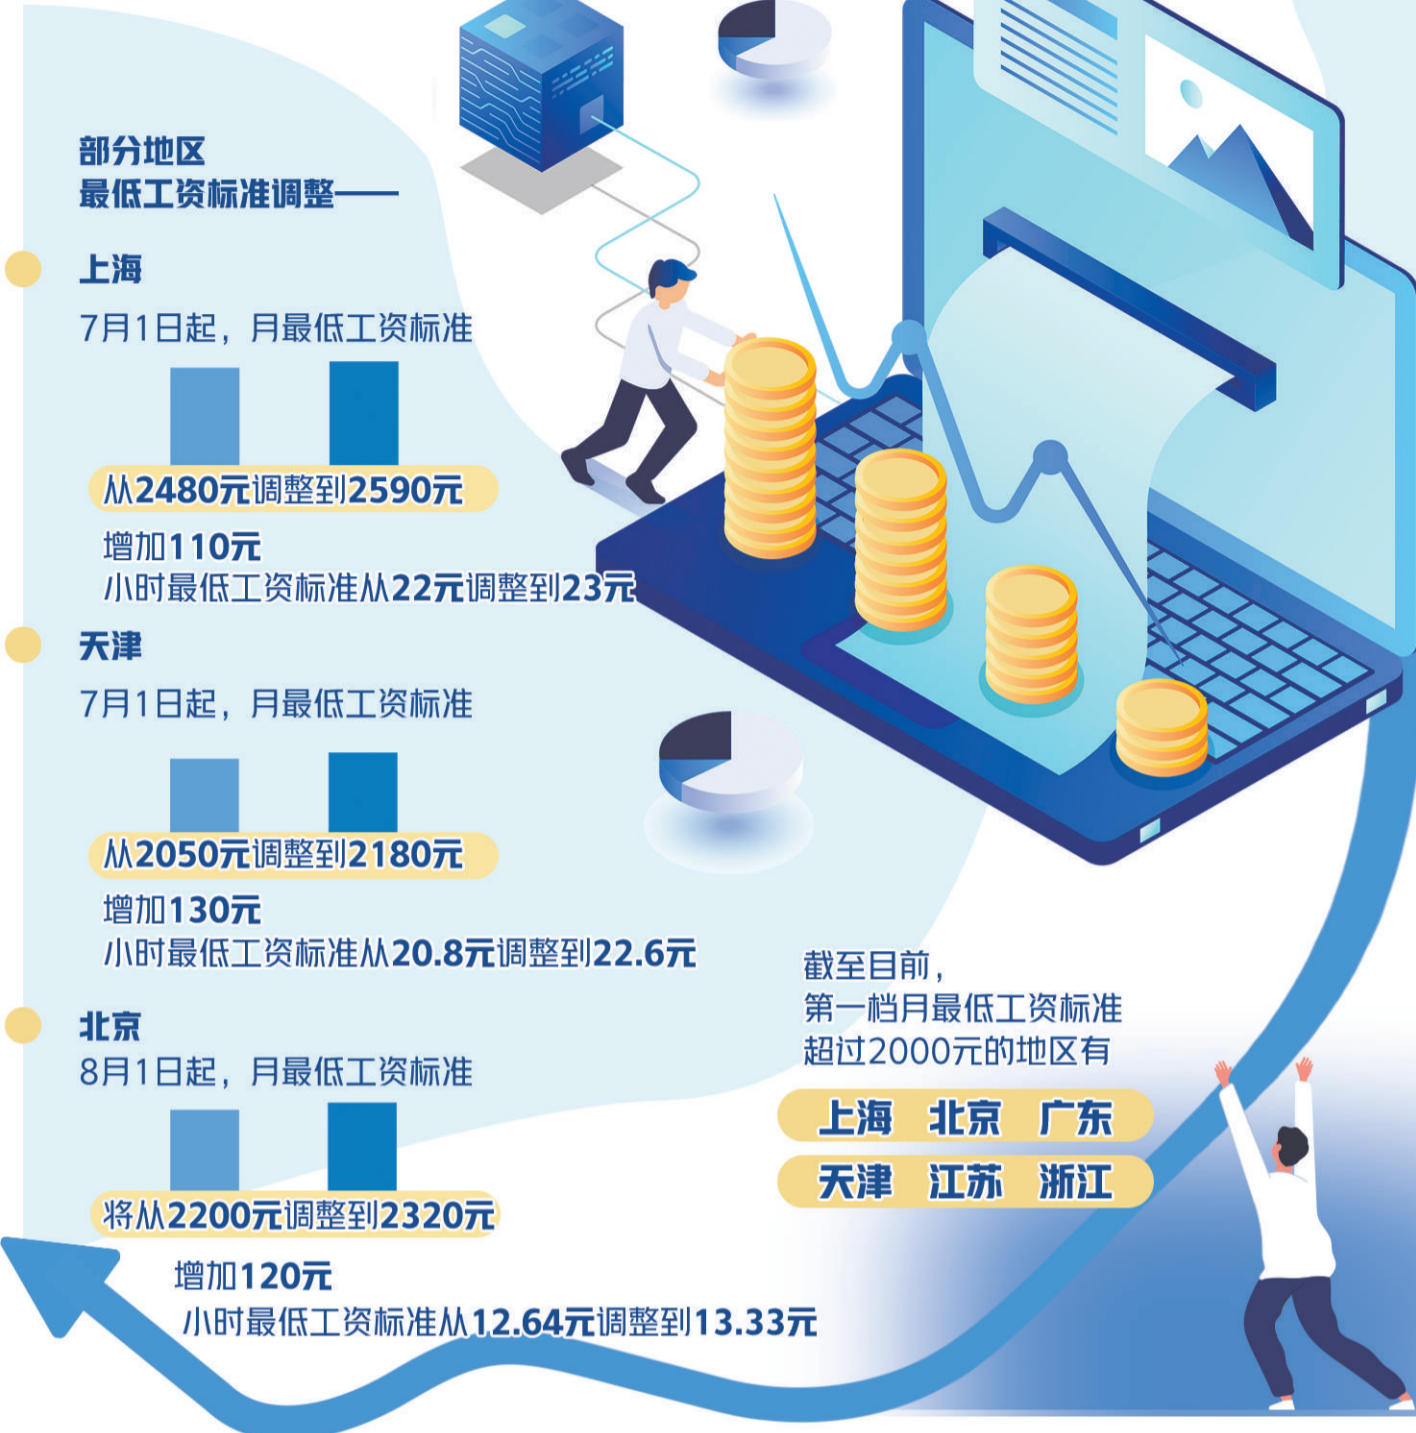 部分地区
最低工资标准调整——
上海
7月1日起，月最低工资标准
从2480元调整到2590元
增加110元
小时最低工资标准从22元调整到23元
天津
7月1日起，月最低工资标准
从2050元调整到2180元
增加130元
小时最低工资标准从20.8元调整到22.6元
北京
8月1日起，月最低工资标准
将从2200元调整到2320元
增加120元
小时最低工资标准从12.64元调整到13.33元
截至目前，
第一档月最低工资标准
超过2000元的地区有
上海 北京 广东
天津 江苏 浙江